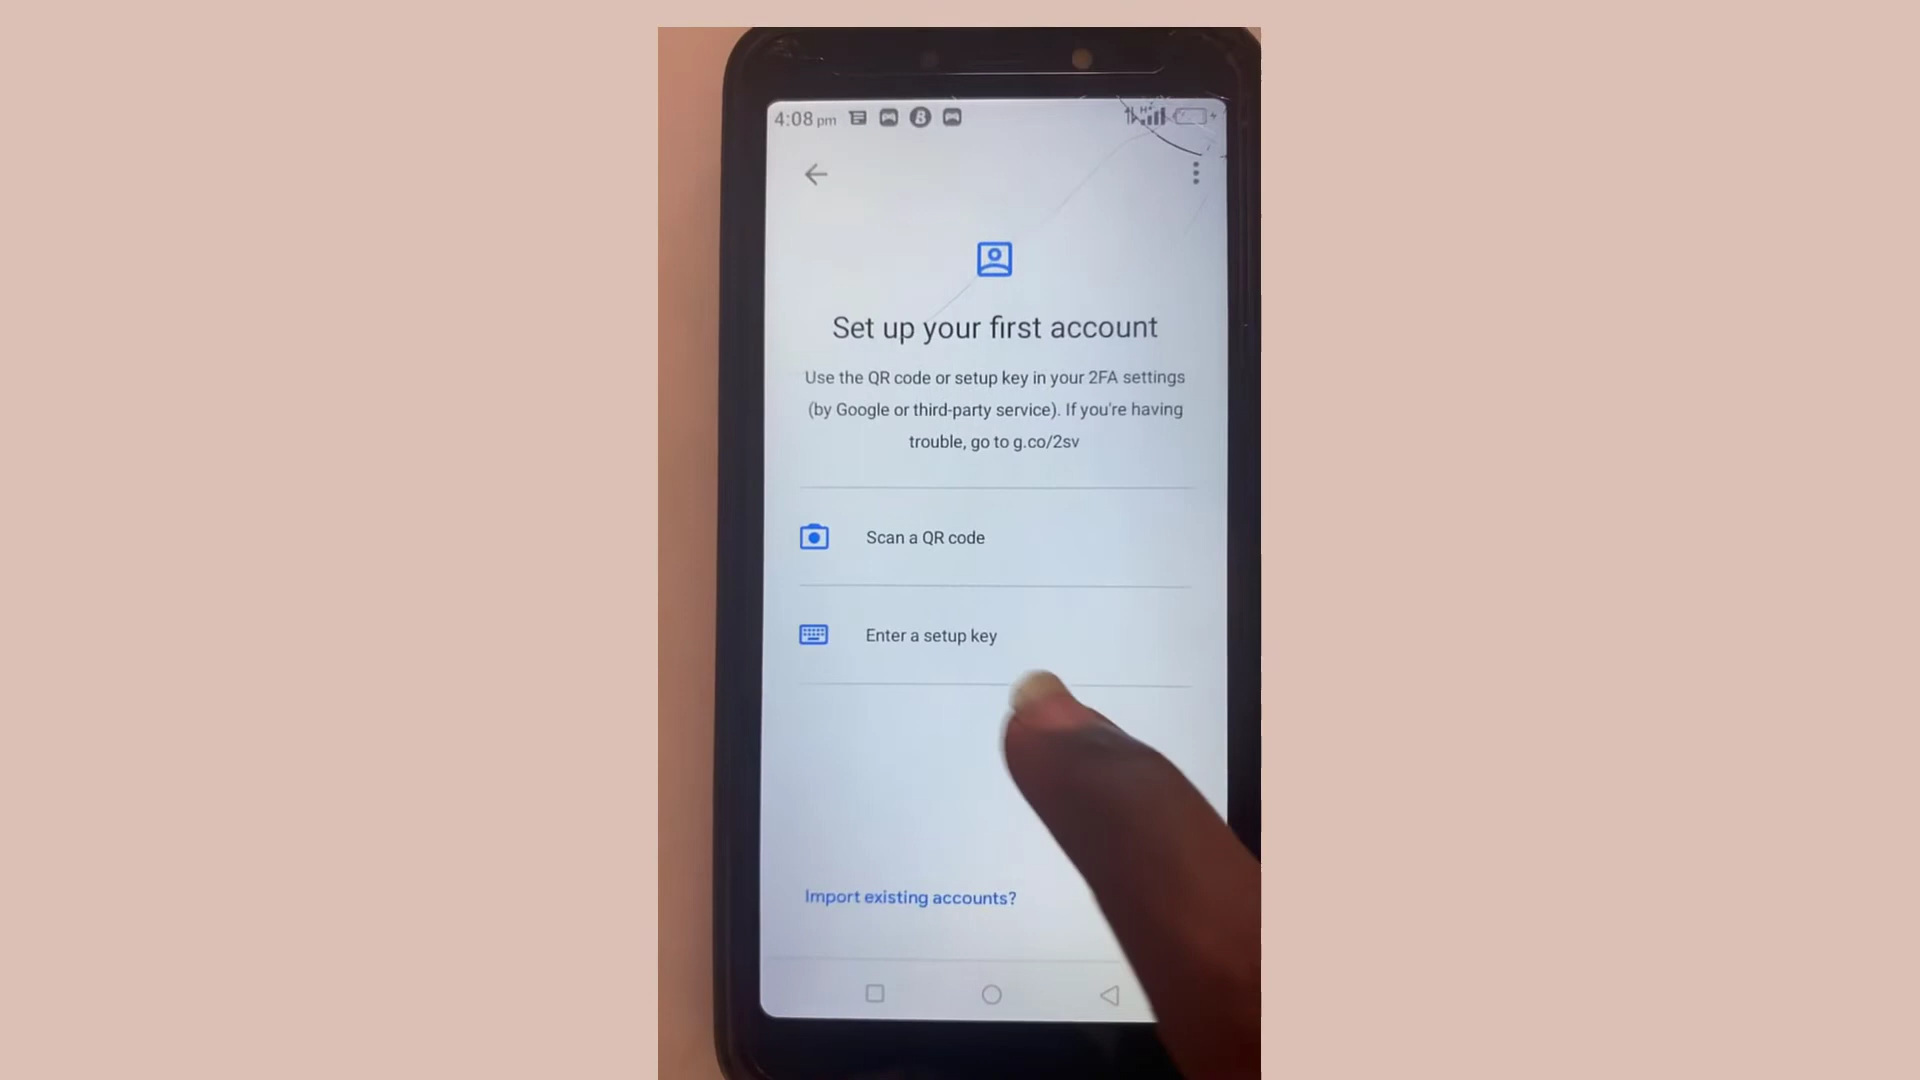 4:08 pm
Set up your first account
Use the QR code or setup key in your 2FA settings
(by Google or third-party service). If you're having
trouble, go to g.co/2sv
Scan a QR code
Enter a setup key
Import existing accounts?